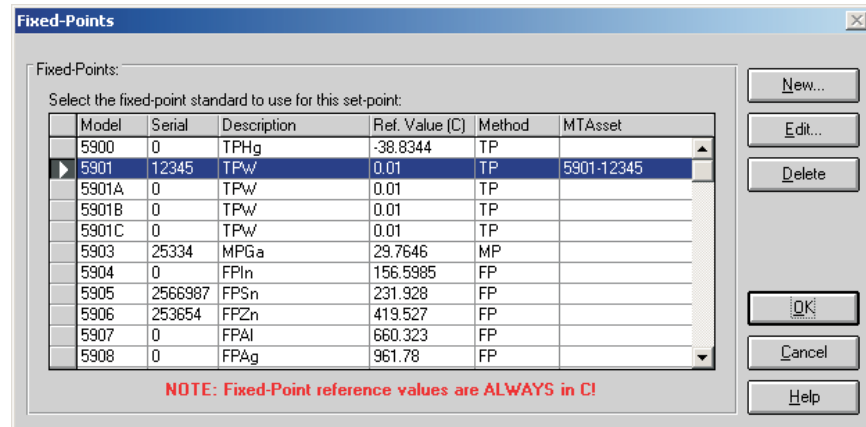 Fixed-Points
Fixed-Points:
Select the fixed-point standard to use for this set-point:
Model Serial Description Ref. Value (C) Method MTAsset
5900 0 TPHg -38.8344 TP
5901 12345 TPW 0.01 TP 5901-12345
5901A 0 TPW 0.01 TP
5901B 0 TPW 0.01 TP
5901C 0 TPW 0.01 TP
5903 25334 MPGa 29.7646 MP
5904 0 FPIn 156.5985 FP
5905 2566987 FPSn 231.928 FP
5906 253654 FPZn 419.527 FP
5907 0 FPAl 660.323 FP
5908 0 FPAg 961.78 FP
NOTE: Fixed-Point reference values are ALWAYS in C!
New...
Edit...
Delete
OK
Cancel
Help